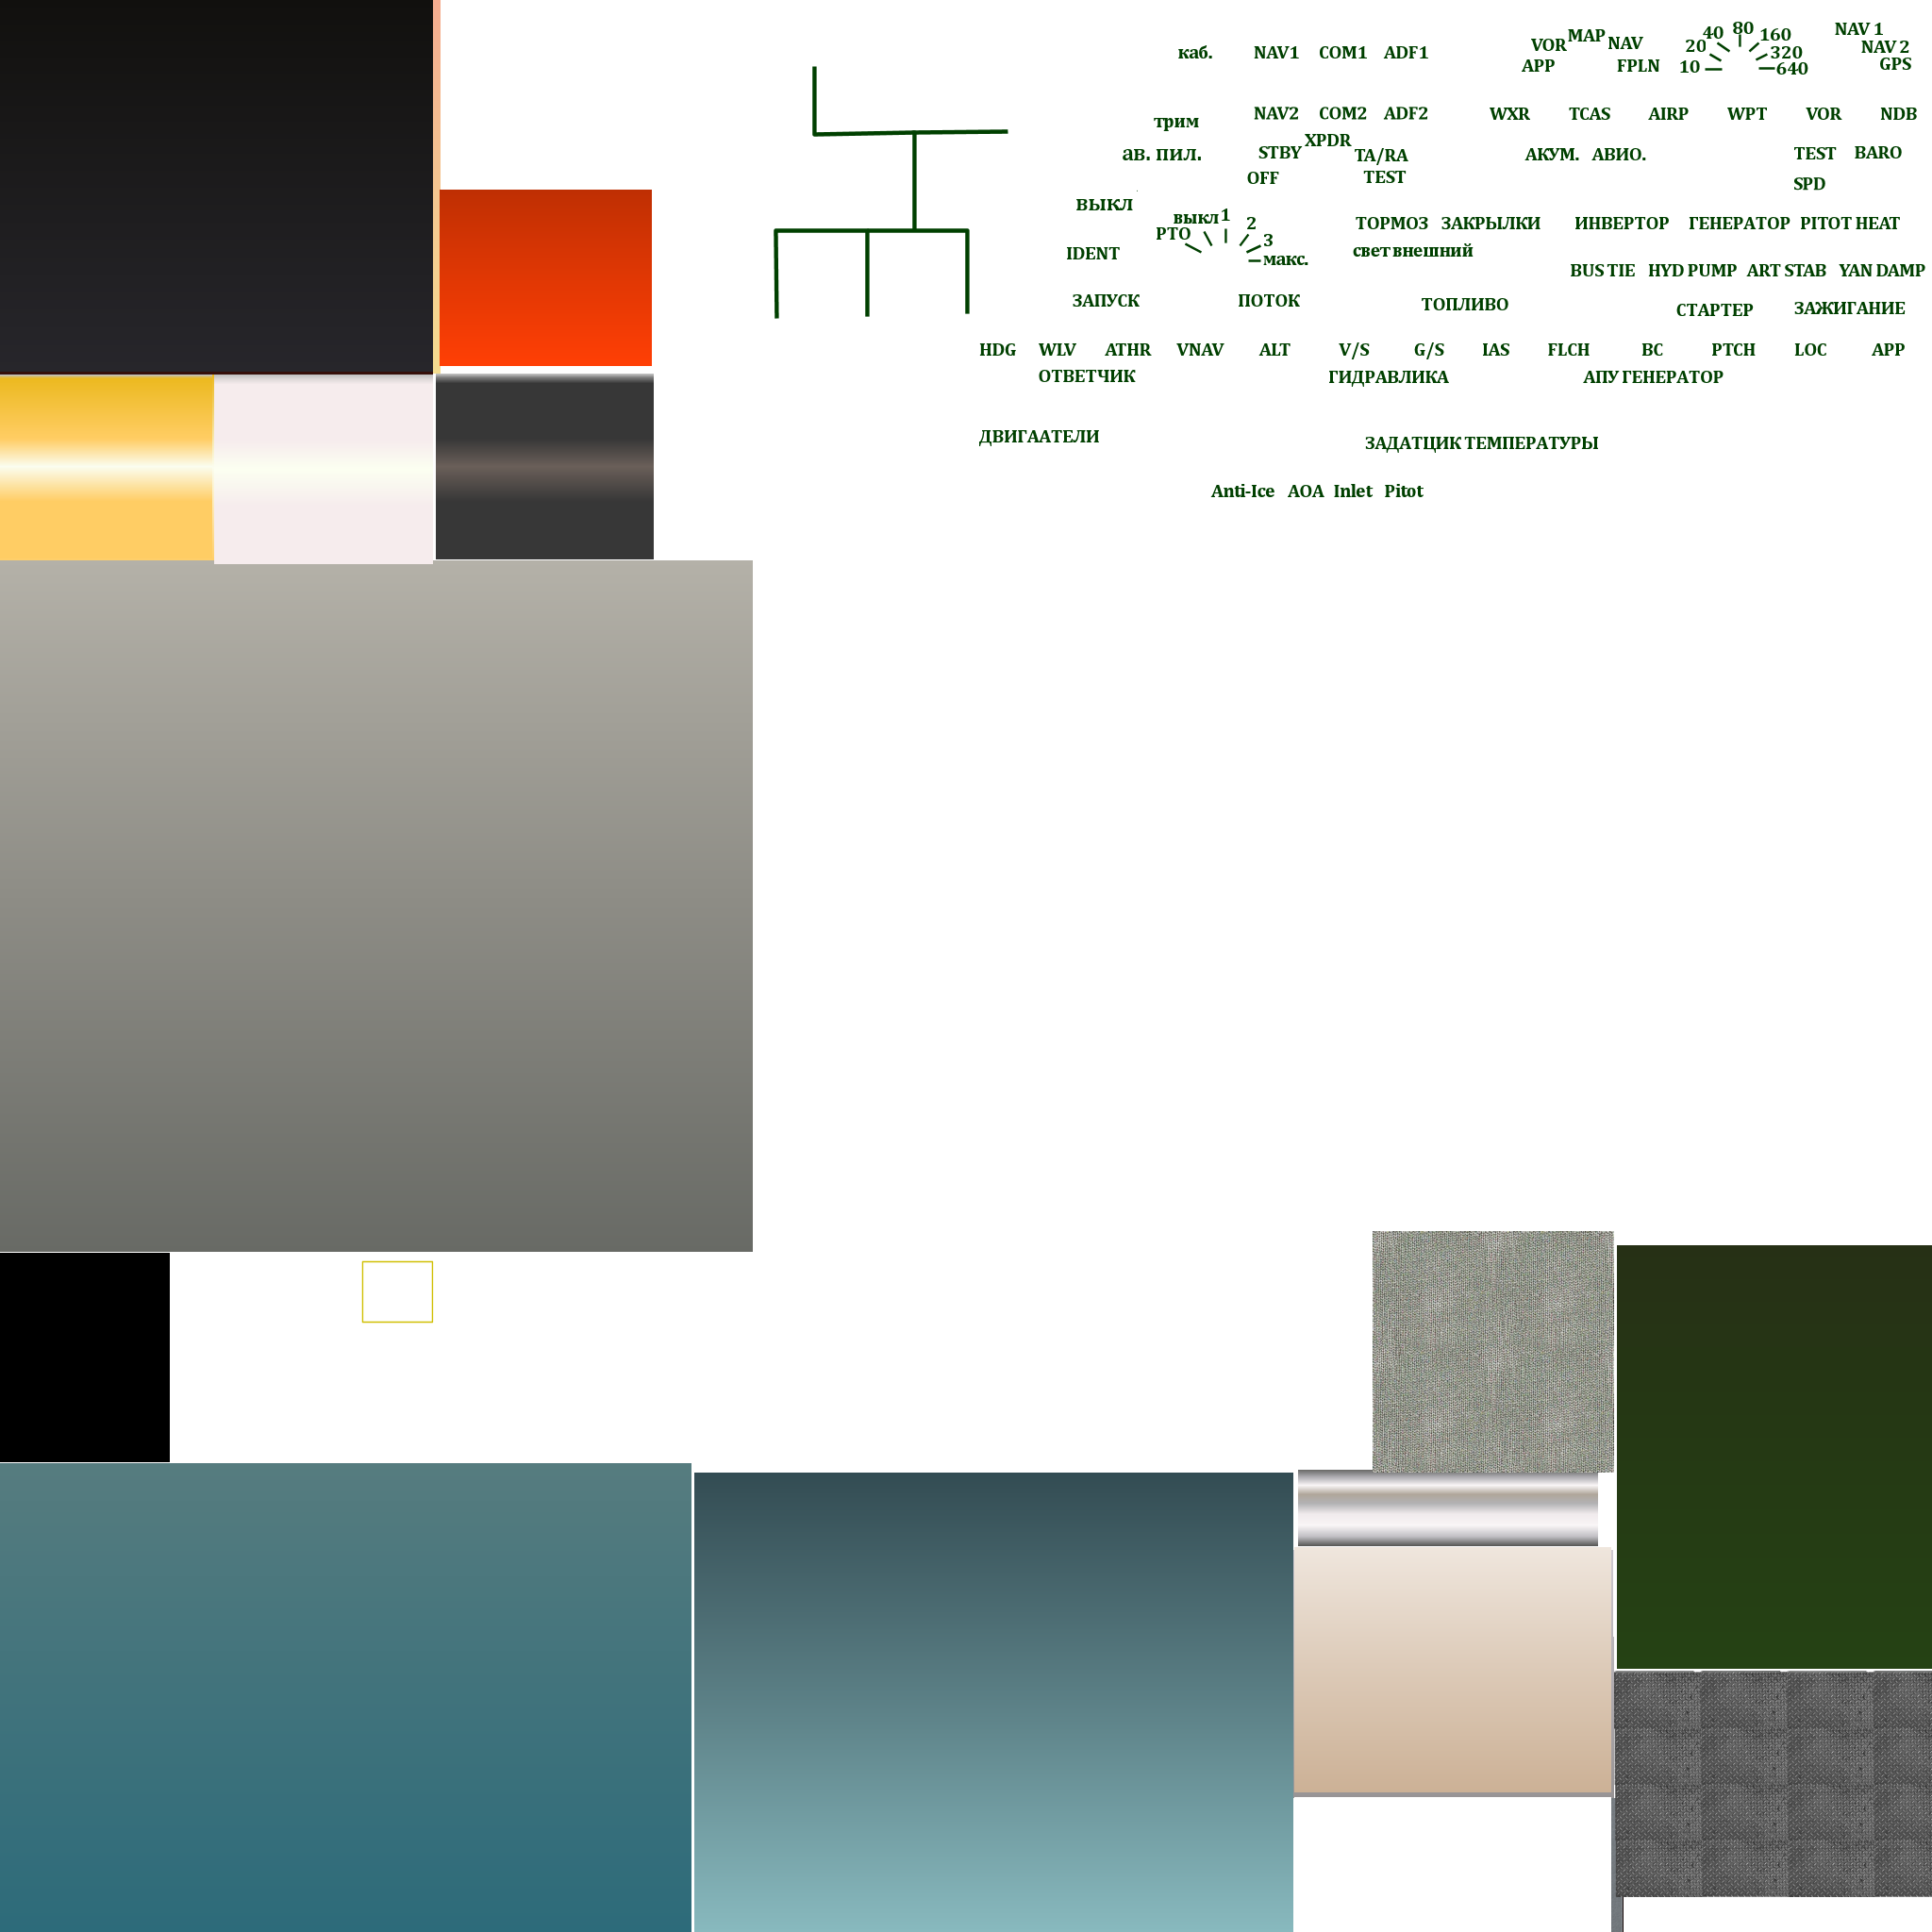 NAV 1
MAP 40 80 160
VOR NAV 20 320 NAV 2
каб. NAV1 COM1 ADF1
APP FPLN 10 640 GPS
NAV2 COM2 ADF2 WXR TCAS AIRP WPT VOR NDB
трим
XPDR
ав. пил. STBY TA/RA АКУМ. АВИО. TEST BARO
OFF TEST SPD
ВЫКЛ
выкл 1 2 ТОРМОЗ ЗАКРЫЛКИ ИНВЕРТОР ГЕНЕРАТОР PITOT HEAT
РТО 3
IDENT макс. свет внешний
BUS TIE HYD PUMP ART STAB YAN DAMP
ЗАПУСК ПОТОК ТОПЛИВО СТАРТЕР ЗАЖИГАНИЕ
HDG WLV ATHR VNAV ALT V/S G/S IAS FLCH BC PTCH LOC APP
ОТВЕТЧИК ГИДРАВЛИКА АПУ ГЕНЕРАТОР
ДВИГААТЕЛИ ЗАДАТЦИК ТЕМПЕРАТУРЫ
Anti-Ice AOA Inlet Pitot